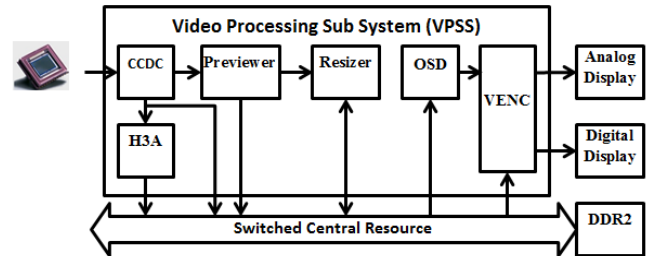 Video Processing Sub System (VPSS)
CCDC
Previewer
Resizer
OSD
VENC
Analog
Display
H3A
Digital
Display
Switched Central Resource
DDR2